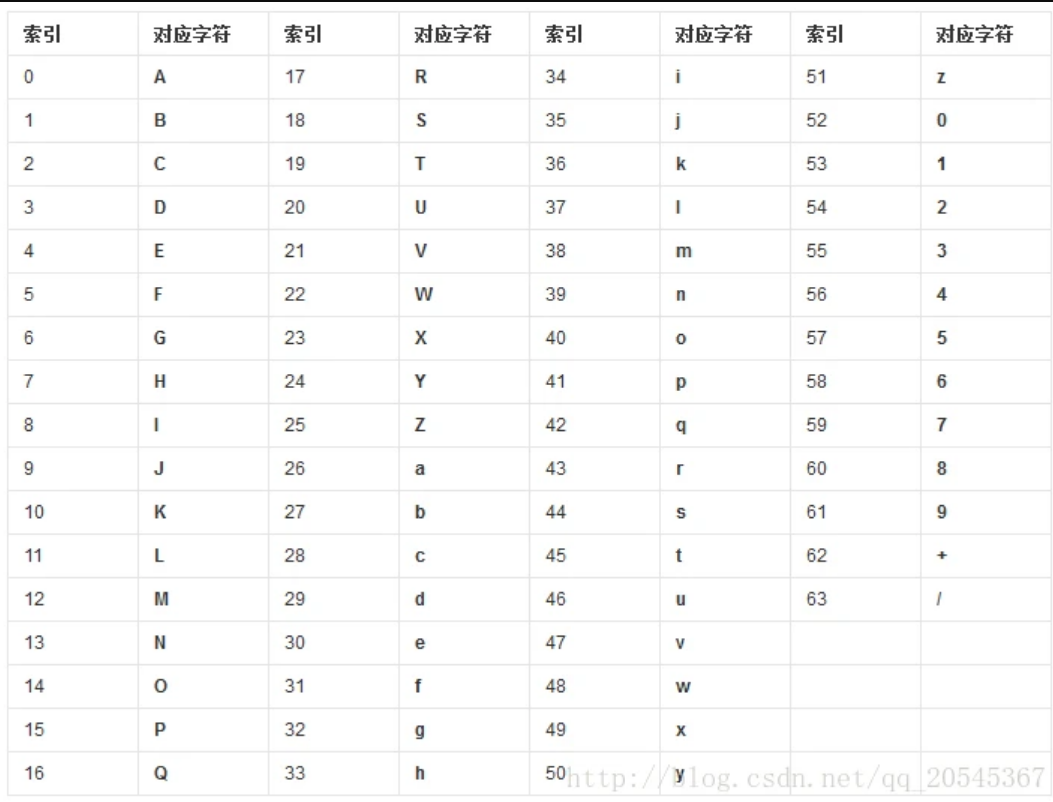 索引 对应字符 索引 对应字符 索引 对应字符 索引 对应字符
0 A 17 R 34 i 51 z
1 B 18 S 35 j 52 0
2 C 19 T 36 k 53 1
3 D 20 U 37 l 54 2
4 E 21 V 38 m 55 3
5 F 22 W 39 n 56 4
6 G 23 X 40 o 57 5
7 H 24 Y 41 p 58 6
8 I 25 Z 42 q 59 7
9 J 26 a 43 r 60 8
10 K 27 b 44 s 61 9
11 L 28 c 45 t 62 +
12 M 29 d 46 u 63 /
13 N 30 e 47 v
14 O 31 f 48 w
15 P 32 g 49 x
16 Q 33 h 50 y
http://blog.csdn.net/qq_20545367